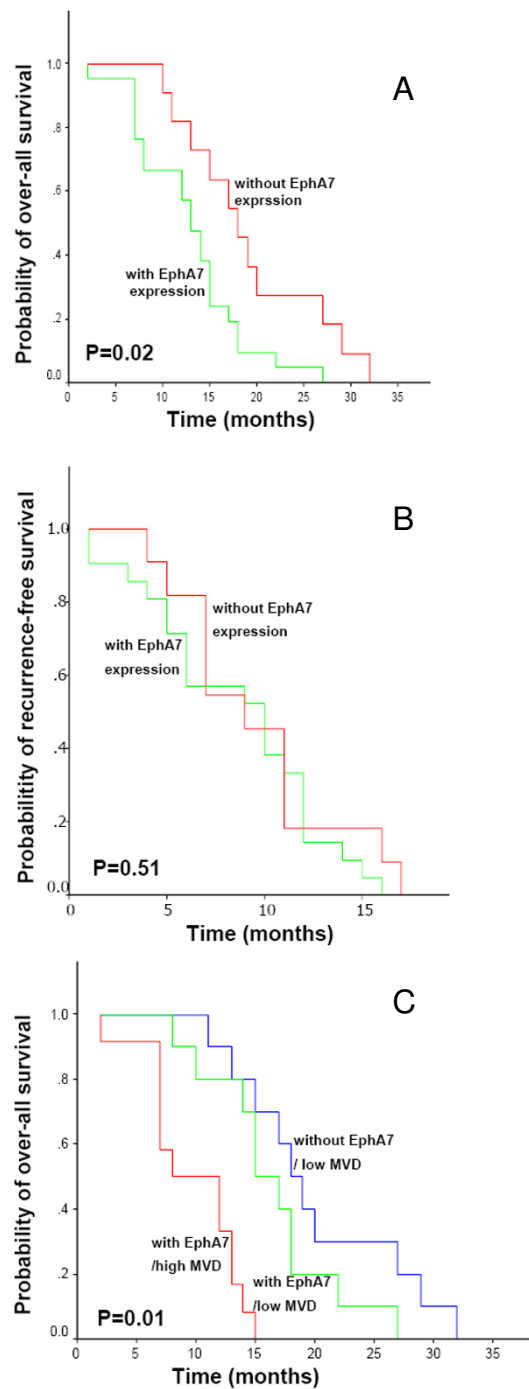 A
Probability of over-all survival
1.0
.8
.6
.4
.2
0.0
without EphA7
exprssion
with EphA7
expression
P=0.02
0 5 10 15 20 25 30 35
Time (months)
B
Probabilitity of recurrence-free survival
1.0
.8
.6
.4
.2
0.0
without EphA7
expression
with EphA7
expression
P=0.51
0 5 10 15
Time (months)
C
Probability of over-all survival
1.0
.8
.6
.4
.2
0.0
without EphA7
/ low MVD
with EphA7
/high MVD
with EphA7
/low MVD
P=0.01
0 5 10 15 20 25 30 35
Time (months)